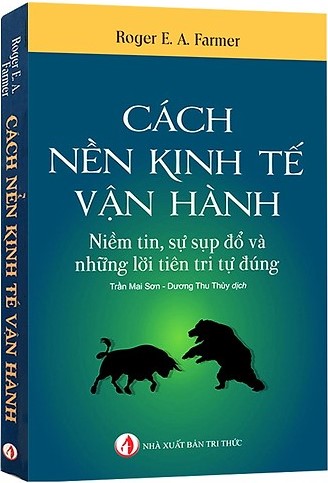 Roger E. A. Farmer
CÁCH
NỀN KINH TẾ
VẬN HÀNH
Niềm tin, sự sụp đổ và
những lời tiên tri tự đúng
Trần Mai Sơn - Dương Thu Thủy dịch
NHÀ XUẤT BẢN TRI THỨC
Roger E. A.
Farmer
CÁCH NỀN KINH TẾ VẬN HÀNH